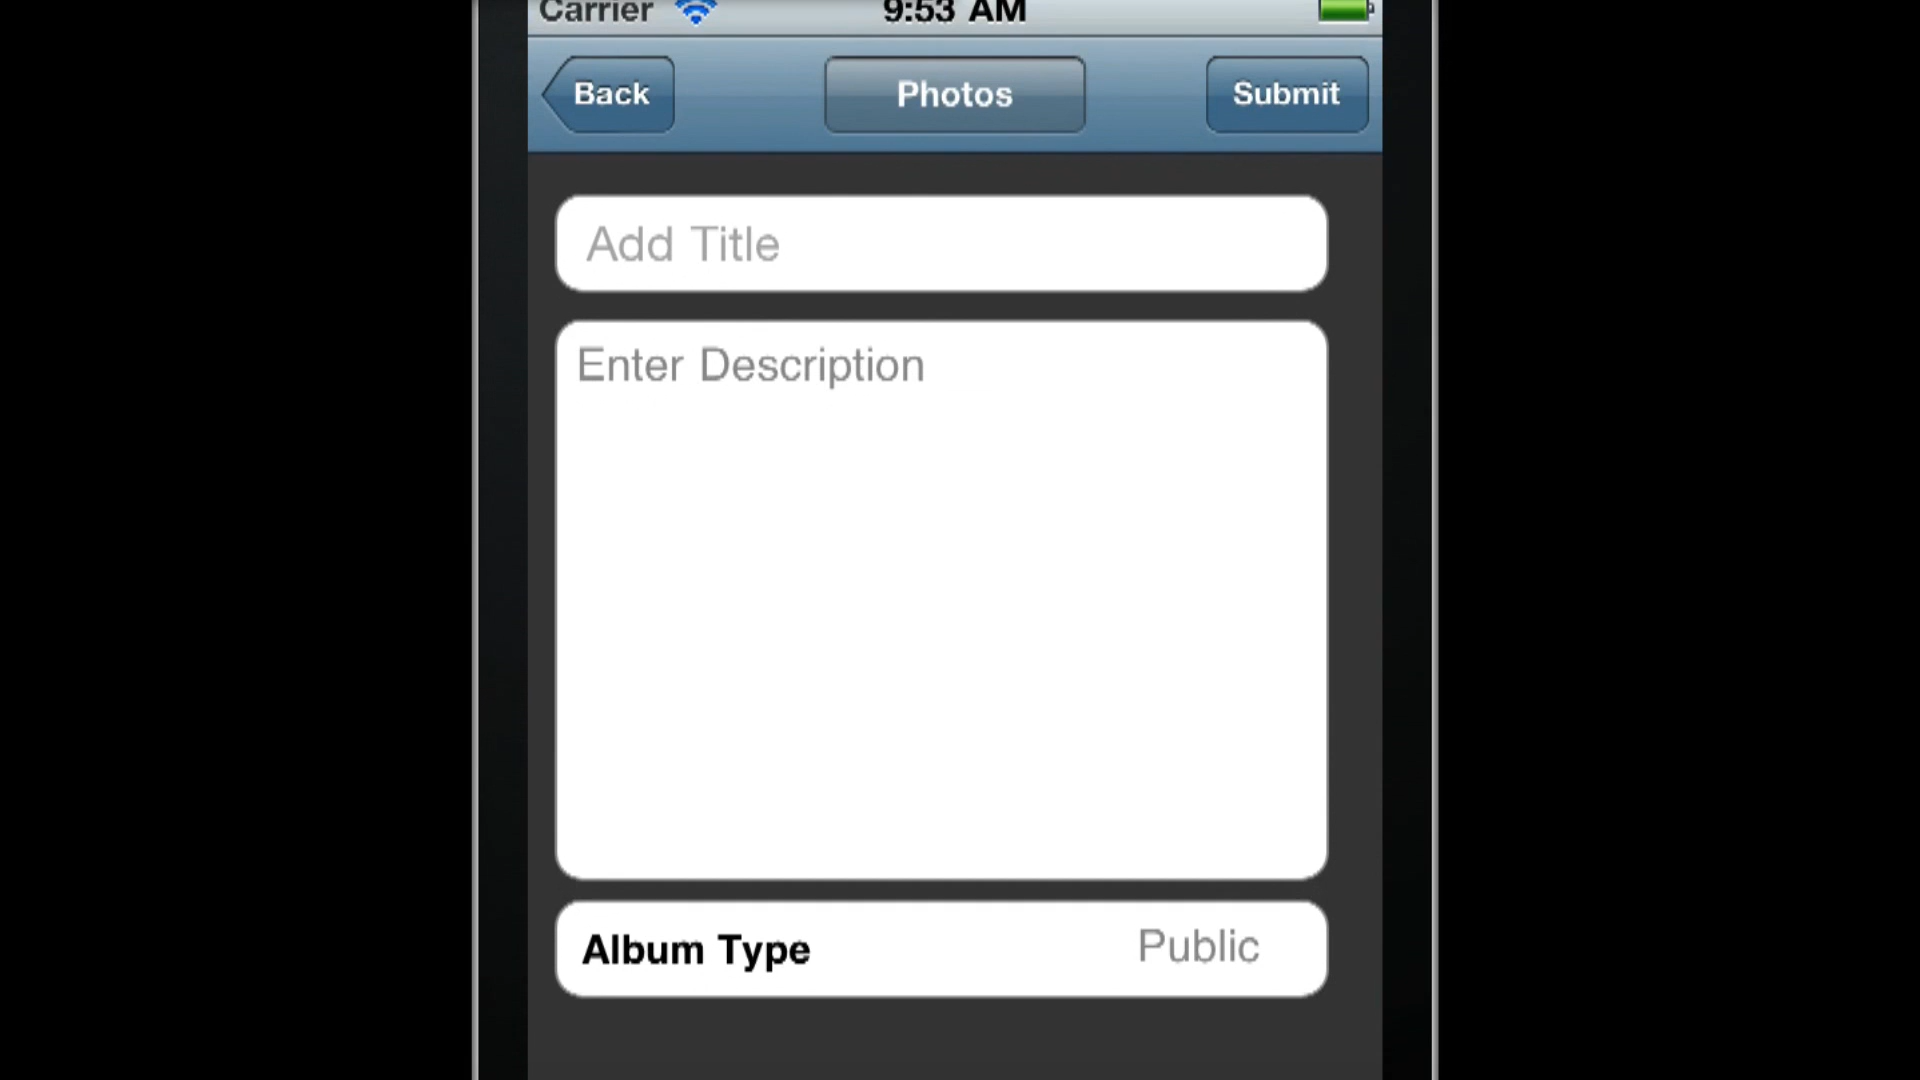 Carrier 9:53 AM
Back Photos Submit
Add Title
Enter Description
Album Type Public